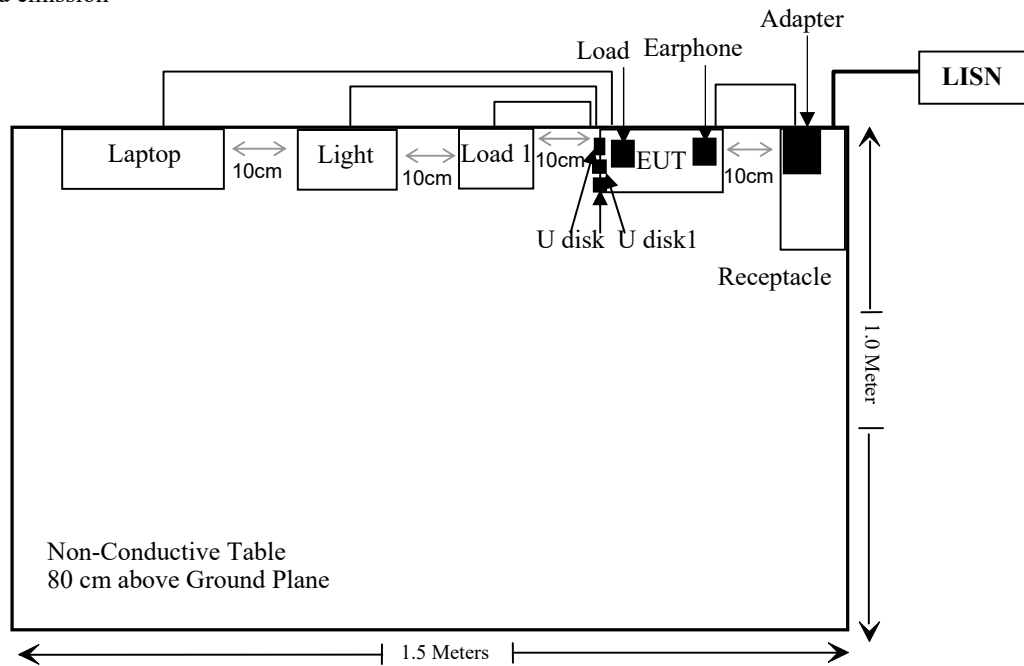 emission
Adapter
Load Earphone
LISN
Laptop
Light
Load 1
EUT
10cm
10cm
10cm
10cm
U disk U disk1
Receptacle
1.0 Meter
Non-Conductive Table
80 cm above Ground Plane
1.5 Meters